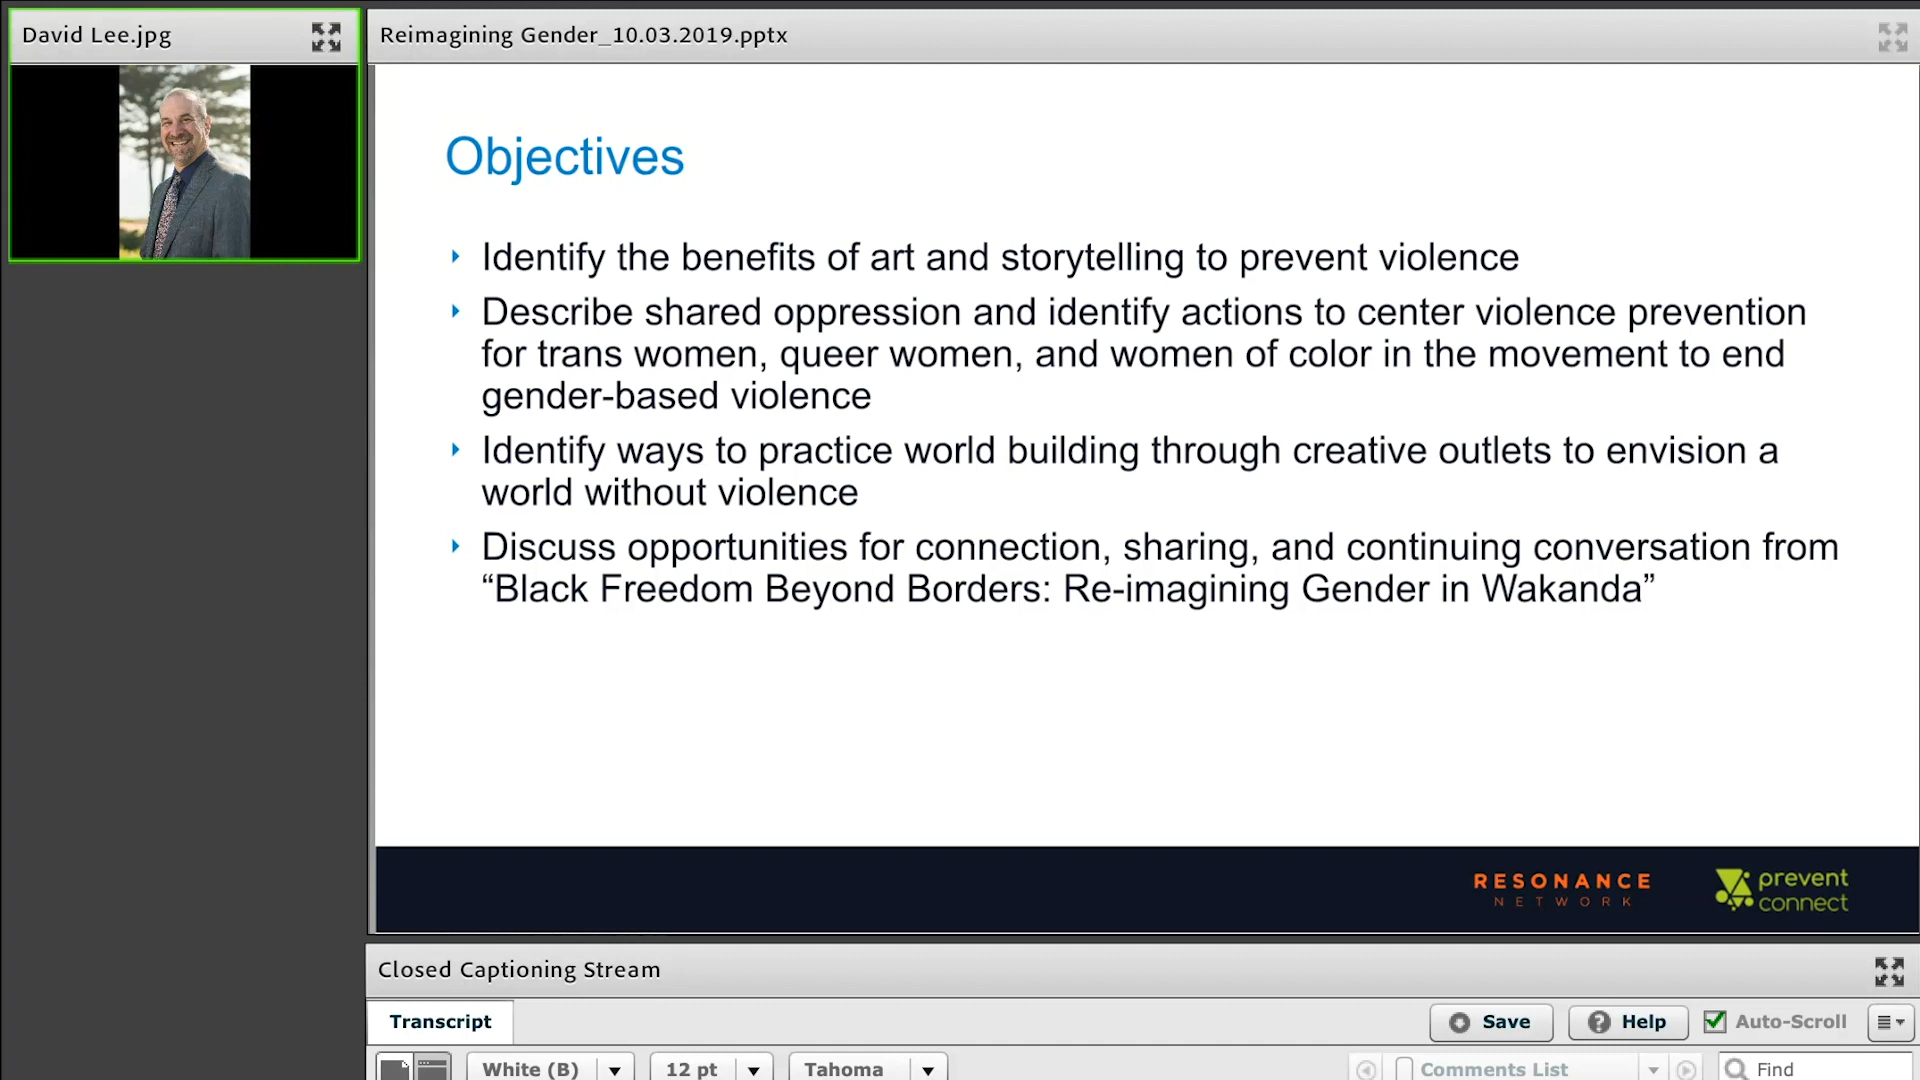 David Lee.jpg
Reimagining Gender_10.03.2019.pptx
Objectives
Identify the benefits of art and storytelling to prevent violence
Describe shared oppression and identify actions to center violence prevention
for trans women, queer women, and women of color in the movement to end
gender-based violence
Identify ways to practice world building through creative outlets to envision a
world without violence
Discuss opportunities for connection, sharing, and continuing conversation from
“Black Freedom Beyond Borders: Re-imagining Gender in Wakanda”
RESONANCE
NETWORK
prevent
connect
Closed Captioning Stream
Transcript
Save
Help
Auto-Scroll
White (B)
12 pt
Tahoma
Comments List
Find